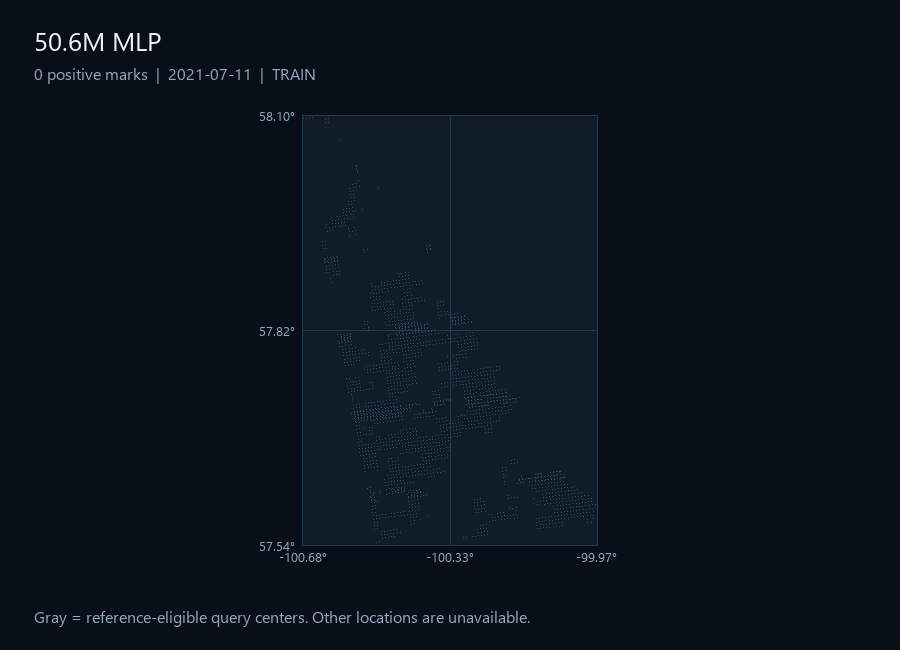 50.6M MLP
0 positive marks | 2021-07-11 | TRAIN
58.10°
57.82°
57.54°
-100.68° -100.33° -99.97°
Gray = reference-eligible query centers. Other locations are unavailable.